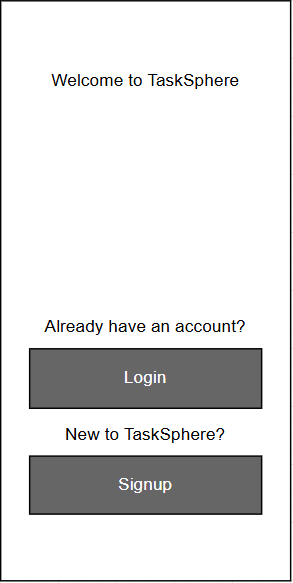 Welcome to TaskSphere
Already have an account?
Login
New to TaskSphere?
Signup